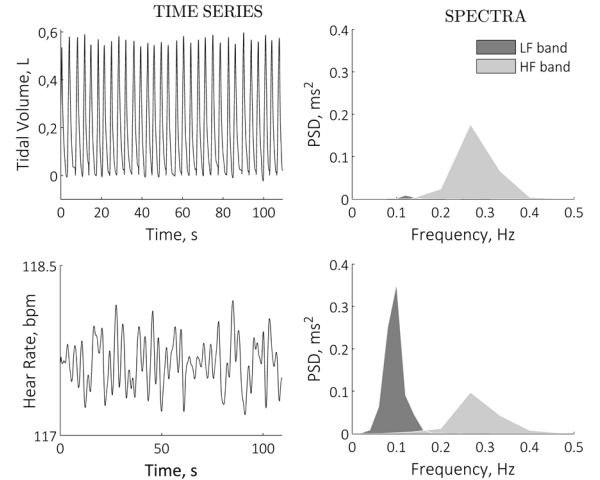 TIME SERIES
SPECTRA
0,6
0,4
0,2
0
Tidal Volume, L
0 20 40 60 80 100
Time, s
0.4
0.3
0.2
0.1
0
PSD, ms2
LF band
HF band
0 0.1 0.2 0.3 0.4 0.5
Frequency, Hz
118.5
117
Hear Rate, bpm
50 100
Time, s
0.4
0.3
0.2
0.1
0
PSD, ms2
0 0.1 0.2 0.3 0.4 0.5
Frequency, Hz